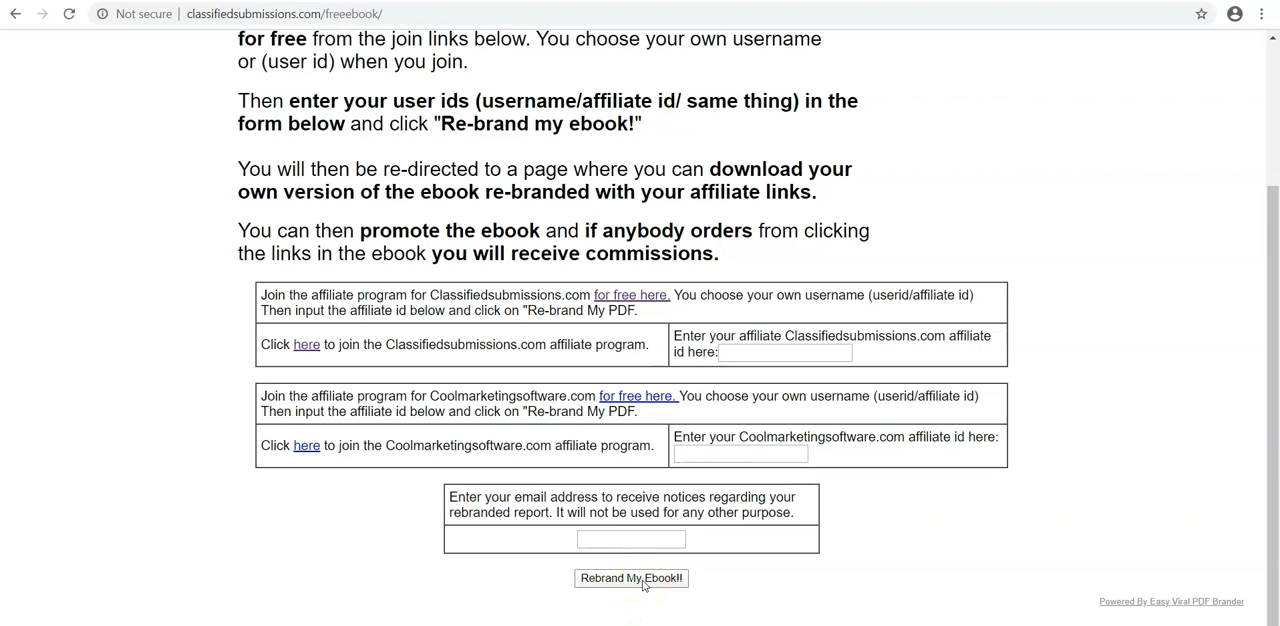 Not secure | classifiedsubmissions.com/freeebook/
for free from the join links below. You choose your own username
or (user id) when you join.
Then enter your user ids (username/affiliate id/ same thing) in the
form below and click "Re-brand my ebook!"
You will then be re-directed to a page where you can download your
own version of the ebook re-branded with your affiliate links.
You can then promote the ebook and if anybody orders from clicking
the links in the ebook you will receive commissions.
Join the affiliate program for Classifiedsubmissions.com for free here. You choose your own username (userid/affiliate id)
Then input the affiliate id below and click on "Re-brand My PDF.
Click here to join the Classifiedsubmissions.com affiliate program.
Enter your affiliate Classifiedsubmissions.com affiliate
id here:
Join the affiliate program for Coolmarketingsoftware.com for free here. You choose your own username (userid/affiliate id)
Then input the affiliate id below and click on "Re-brand My PDF.
Click here to join the Coolmarketingsoftware.com affiliate program.
Enter your Coolmarketingsoftware.com affiliate id here:
Enter your email address to receive notices regarding your
rebranded report. It will not be used for any other purpose.
Rebrand My Ebook!!
Powered By Easy Viral PDF Brander